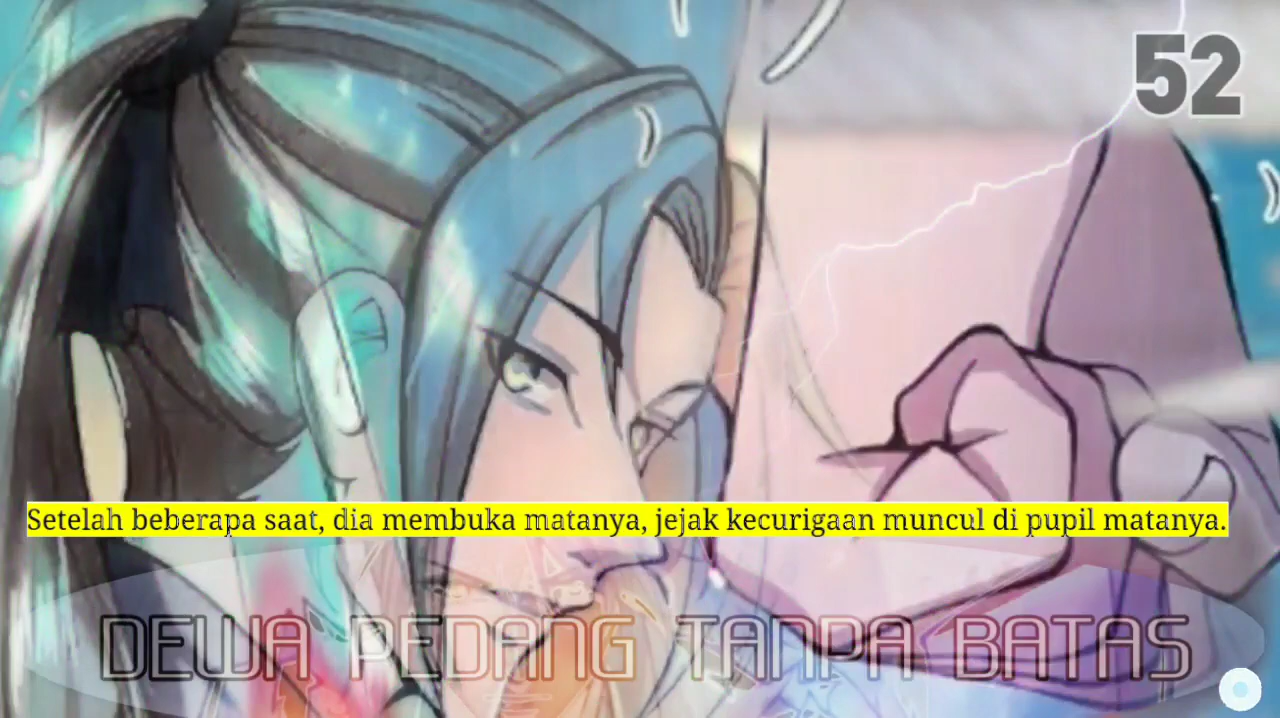 52
Setelah beberapa saat, dia membuka matanya, jejak kecurigaan muncul di pupil matanya.
DEWA PEDANG TANPA BATAS